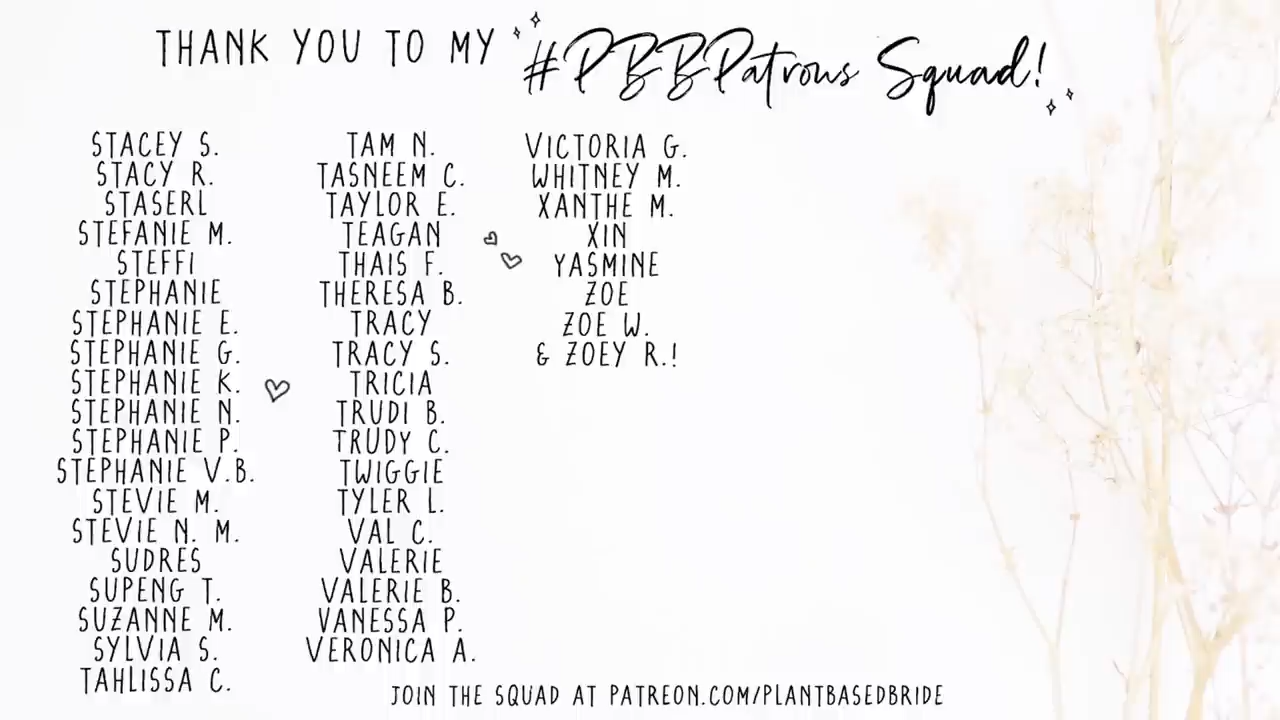 THANK YOU TO MY #PBBPatrons Squad!
STACEY S.
STACY R.
STASERL
STEFANIE M.
STEFFI
STEPHANIE
STEPHANIE E.
STEPHANIE G.
STEPHANIE K.
STEPHANIE N.
STEPHANIE P.
STEPHANIE V.B.
STEVIE M.
STEVIE N. M.
SUDRES
SUPENG T.
SUZANNE M.
SYLVIA S.
TAHLISSA C.
TAM N.
TASNEEM C.
TAYLOR E.
TEAGAN
THAIS F.
THERESA B.
TRACY
TRACY S.
TRICIA
TRUDI B.
TRUDY C.
TWIGGIE
TYLER L.
VAL C.
VALERIE
VALERIE B.
VANESSA P.
VERONICA A.
VICTORIA G.
WHITNEY M.
XANTHE M.
XIN
YASMINE
ZOE
ZOE W.
& ZOEY R.!
JOIN THE SQUAD AT PATREON.COM/PLANTBASEDBRIDE